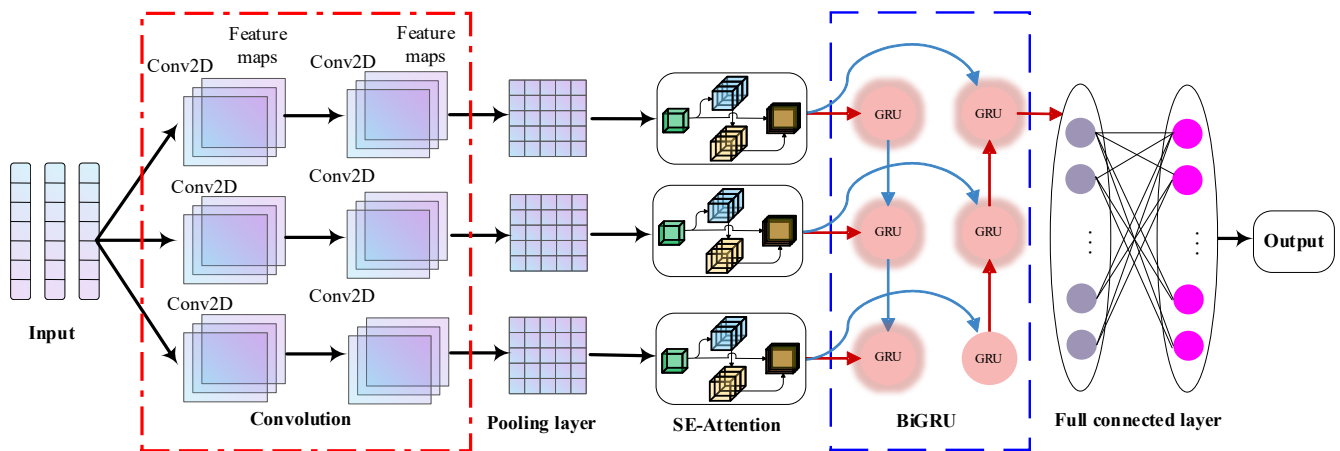 Feature
maps
Conv2D
Feature
maps
Conv2D
GRU
GRU
Conv2D
Conv2D
GRU
GRU
Output
Input
Conv2D
Conv2D
GRU
GRU
Convolution
Pooling layer
SE-Attention
BiGRU
Full connected layer